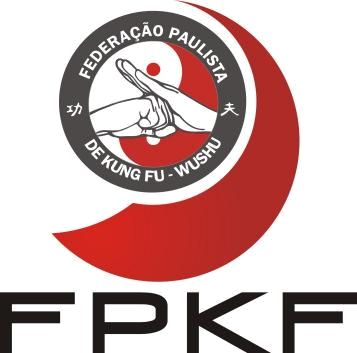 FEDERAÇÃO PAULISTA
功 夫
DE KUNG FU - WUSHU
FPKF